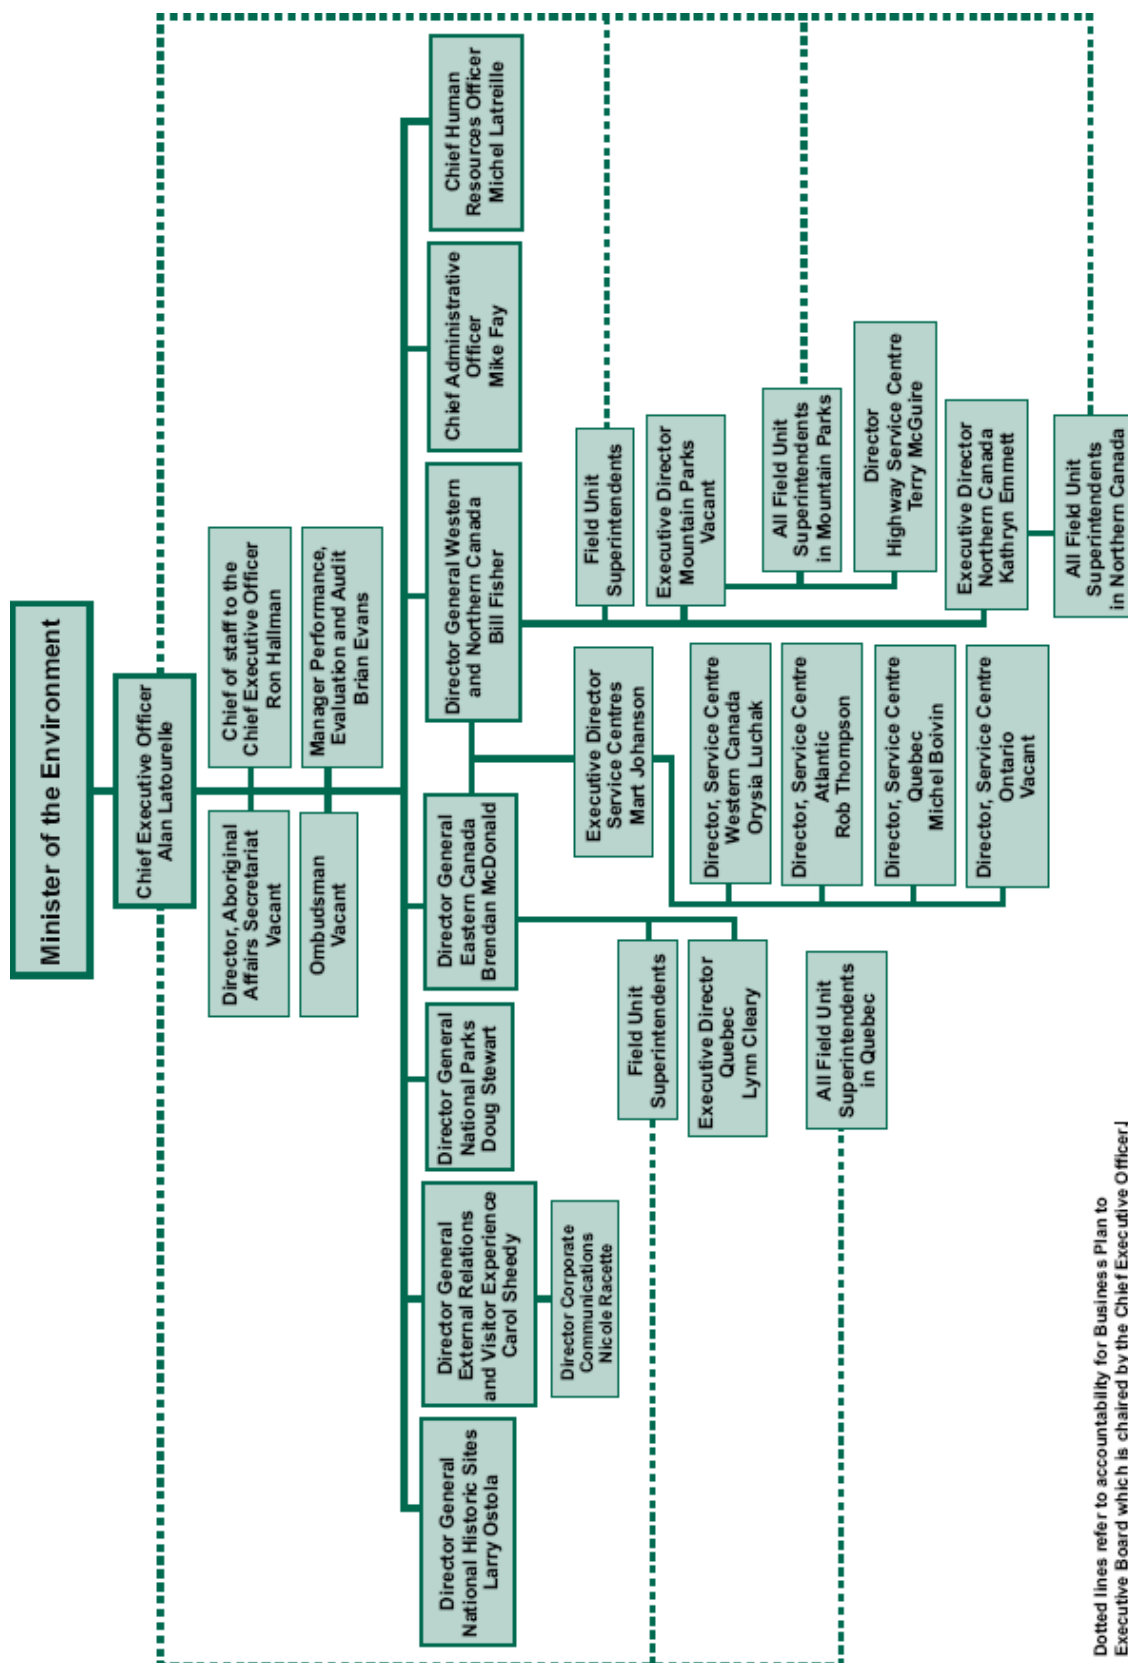 Minister of the Environment
Chief Executive Officer
Alan Latourelle
Director, Aboriginal
Affairs Secretariat
Vacant
Chief of staff to the
Chief Executive Officer
Ron Hallman
Ombudsman
Vacant
Manager Performance,
Evaluation and Audit
Brian Evans
Director General
National Historic Sites
Larry Ostola
Director General
External Relations
and Visitor Experience
Carol Sheedy
Director General
National Parks
Doug Stewart
Director General
Eastern Canada
Brendan McDonald
Director General Western
and Northern Canada
Bill Fisher
Chief Administrative
Officer
Mike Fay
Chief Human
Resources Officer
Michel Latreille
Director Corporate
Communications
Nicole Racette
Field Unit
Superintendents
Executive Director
Quebec
Lynn Cleary
All Field Unit
Superintendents
in Quebec
Executive Director
Service Centres
Mart Johanson
Director, Service Centre
Western Canada
Orysia Luchak
Director, Service Centre
Atlantic
Rob Thompson
Director, Service Centre
Quebec
Michel Boivin
Director, Service Centre
Ontario
Vacant
Field Unit
Superintendents
Executive Director
Mountain Parks
Vacant
All Field Unit
Superintendents
in Mountain Parks
Director
Highway Service Centre
Terry McGuire
Executive Director
Northern Canada
Kathryn Emmett
All Field Unit
Superintendents
in Northern Canada
Dotted lines refer to accountability for Business Plan to
Executive Board which is chaired by the Chief Executive Officer.]